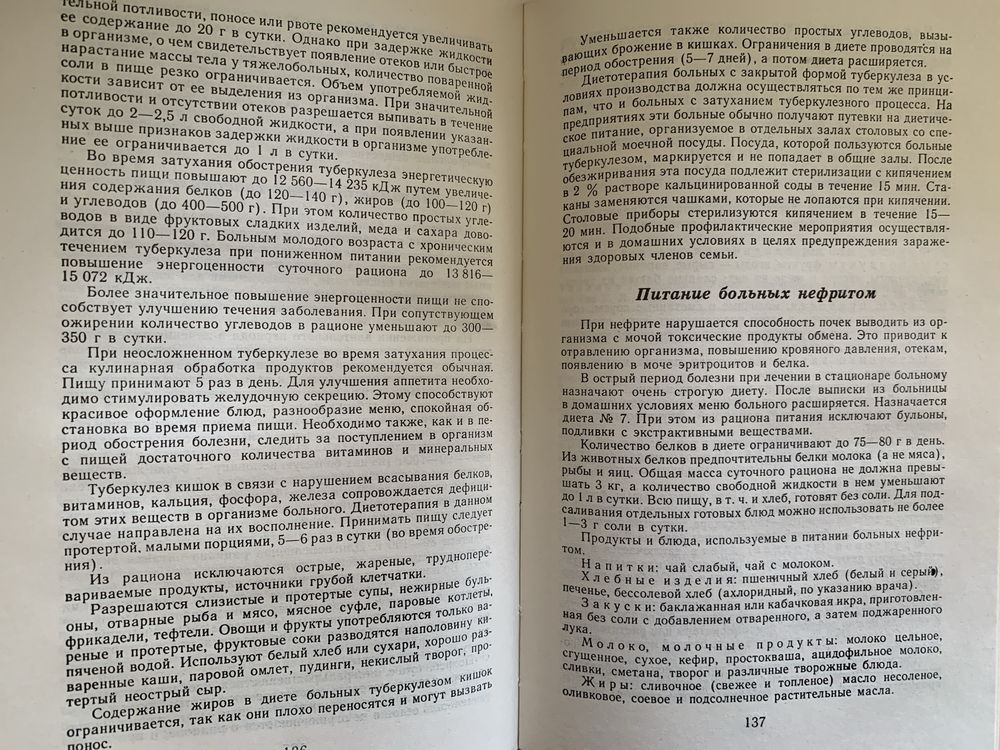 тельной потливости, поносе или рвоте рекомендуется увеличивать
ее содержание до 20 г в сутки. Однако при задержке жидкости
в организме, о чем свидетельствует появление отеков или быстрое
нарастание массы тела у тяжелобольных, количество поваренной
соли в пище резко ограничивается. Объем употребляемой жид-
кости зависит от ее выделения из организма. При значительной
потливости и отсутствии отеков разрешается выпивать в течение
суток до 2—2,5 л свободной жидкости, а при появлении указан-
ных выше признаков задержки жидкости в организме употребле-
ние ее ограничивается до 1 л в сутки.
Во время затухания обострения туберкулеза энергетическую
ценность пищи повышают до 12 560—14 235 кДж путем увеличе-
ния содержания белков (до 120—140 г), жиров (до 100—120 г)
и углеводов (до 400—500 г). При этом количество простых угле-
водов в виде фруктовых сладких изделий, меда и сахара дово-
дится до 110—120 г. Больным молодого возраста с хроническим
течением туберкулеза при пониженном питании рекомендуется
повышение энергоценности суточного рациона до 13 816—
15 072 кДж.
Более значительное повышение энергоценности пищи не спо-
собствует улучшению течения заболевания. При сопутствующем
ожирении количество углеводов в рационе уменьшают до 300—
350 г в сутки.
При неосложненном туберкулезе во время затухания процес-
са кулинарная обработка продуктов рекомендуется обычная.
Пищу принимают 5 раз в день. Для улучшения аппетита необхо-
димо стимулировать желудочную секрецию. Этому способствуют
красивое оформление блюд, разнообразие меню, спокойная об-
становка во время приема пищи. Необходимо также, как и в пе-
риод обострения болезни, следить за поступлением в организм
с пищей достаточного количества витаминов и минеральных
веществ.
Туберкулез кишок в связи с нарушением всасывания белков,
витаминов, кальция, фосфора, железа сопровождается дефици-
том этих веществ в организме больного. Диетотерапия в данном
случае направлена на их восполнение. Принимать пищу следует
протертой, малыми порциями, 5—6 раз в сутки (во время обостре-
ния).
Из рациона исключаются острые, жареные, труднопере-
вариваемые продукты, источники грубой клетчатки.
Разрешаются слизистые и протертые супы, нежирные буль-
оны, отварные рыба и мясо, мясное суфле, паровые котлеты,
фрикадели, тефтели. Овощи и фрукты употребляются только ва-
реные и протертые, фруктовые соки разводятся наполовину ки-
пяченой водой. Используют белый хлеб или сухари, хорошо раз-
варенные каши, паровой омлет, пудинги, некислый творог, про-
тертый неострый сыр.
Содержание жиров в диете больных туберкулезом кишок
ограничивается, так как они плохо переносятся и могут вызвать
понос.
136
Уменьшается также количество простых углеводов, вызы-
вающих брожение в кишках. Ограничения в диете проводятся на
период обострения (5—7 дней), а потом диета расширяется.
Диетотерапия больных с закрытой формой туберкулеза в ус-
ловиях производства должна осуществляться по тем же принци-
пам, что и больных с затуханием туберкулезного процесса. На
предприятиях эти больные обычно получают путевки на диетиче-
ское питание, организуемое в отдельных залах столовых со спе-
циальной моечной посуды. Посуда, которой пользуются больные
туберкулезом, маркируется и не попадает в общие залы. После
обезжиривания эта посуда подлежит стерилизации с кипячением
в 2 % растворе кальцинированной соды в течение 15 мин. Ста-
каны заменяются чашками, которые не лопаются при кипячении.
Столовые приборы стерилизуются кипячением в течение 15—
20 мин. Подобные профилактические мероприятия осуществля-
ются и в домашних условиях в целях предупреждения зараже-
ния здоровых членов семьи.
Питание больных нефритом
При нефрите нарушается способность почек выводить из ор-
ганизма с мочой токсические продукты обмена. Это приводит к
отравлению организма, повышению кровяного давления, отекам,
появлению в моче эритроцитов и белка.
В острый период болезни при лечении в стационаре больному
назначают очень строгую диету. После выписки из больницы
в домашних условиях меню больного расширяется. Назначается
диета № 7. При этом из рациона питания исключают бульоны,
подливки с экстрактивными веществами.
Количество белков в диете ограничивают до 75—80 г в день.
Из животных белков предпочтительны белки молока (а не мяса),
рыбы и яиц. Общая масса суточного рациона не должна превы-
шать 3 кг, а количество свободной жидкости в нем уменьшают
до 1 л в сутки. Всю пищу, в т. ч. и хлеб, готовят без соли. Для под-
саливания отдельных готовых блюд можно использовать не более
1—3 г соли в сутки.
Продукты и блюда, используемые в питании больных нефри-
том.
Напитки: чай слабый, чай с молоком.
Хлебные изделия: пшеничный хлеб (белый и серый),
печенье, бессолевой хлеб (ахлоридный, по указанию врача).
Закуски: баклажанная или кабачковая икра, приготовлен-
ная без соли с добавлением отваренного, а затем поджаренного
лука.
Молоко, молочные продукты: молоко цельное,
сгущенное, сухое, кефир, простокваша, ацидофильное молоко,
сливки, сметана, творог и различные творожные блюда.
Жиры: сливочное (свежее и топленое) масло несоленое,
оливковое, соевое и подсолнечное растительные масла.
137